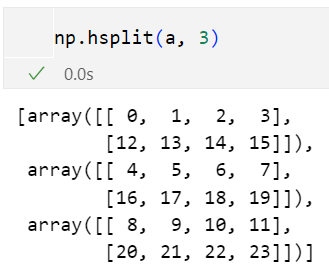 np.hsplit(a, 3)
0.0s
[array([[ 0,  1,  2,  3],
       [12, 13, 14, 15]]),
 array([[ 4,  5,  6,  7],
       [16, 17, 18, 19]]),
 array([[ 8,  9, 10, 11],
       [20, 21, 22, 23]])]